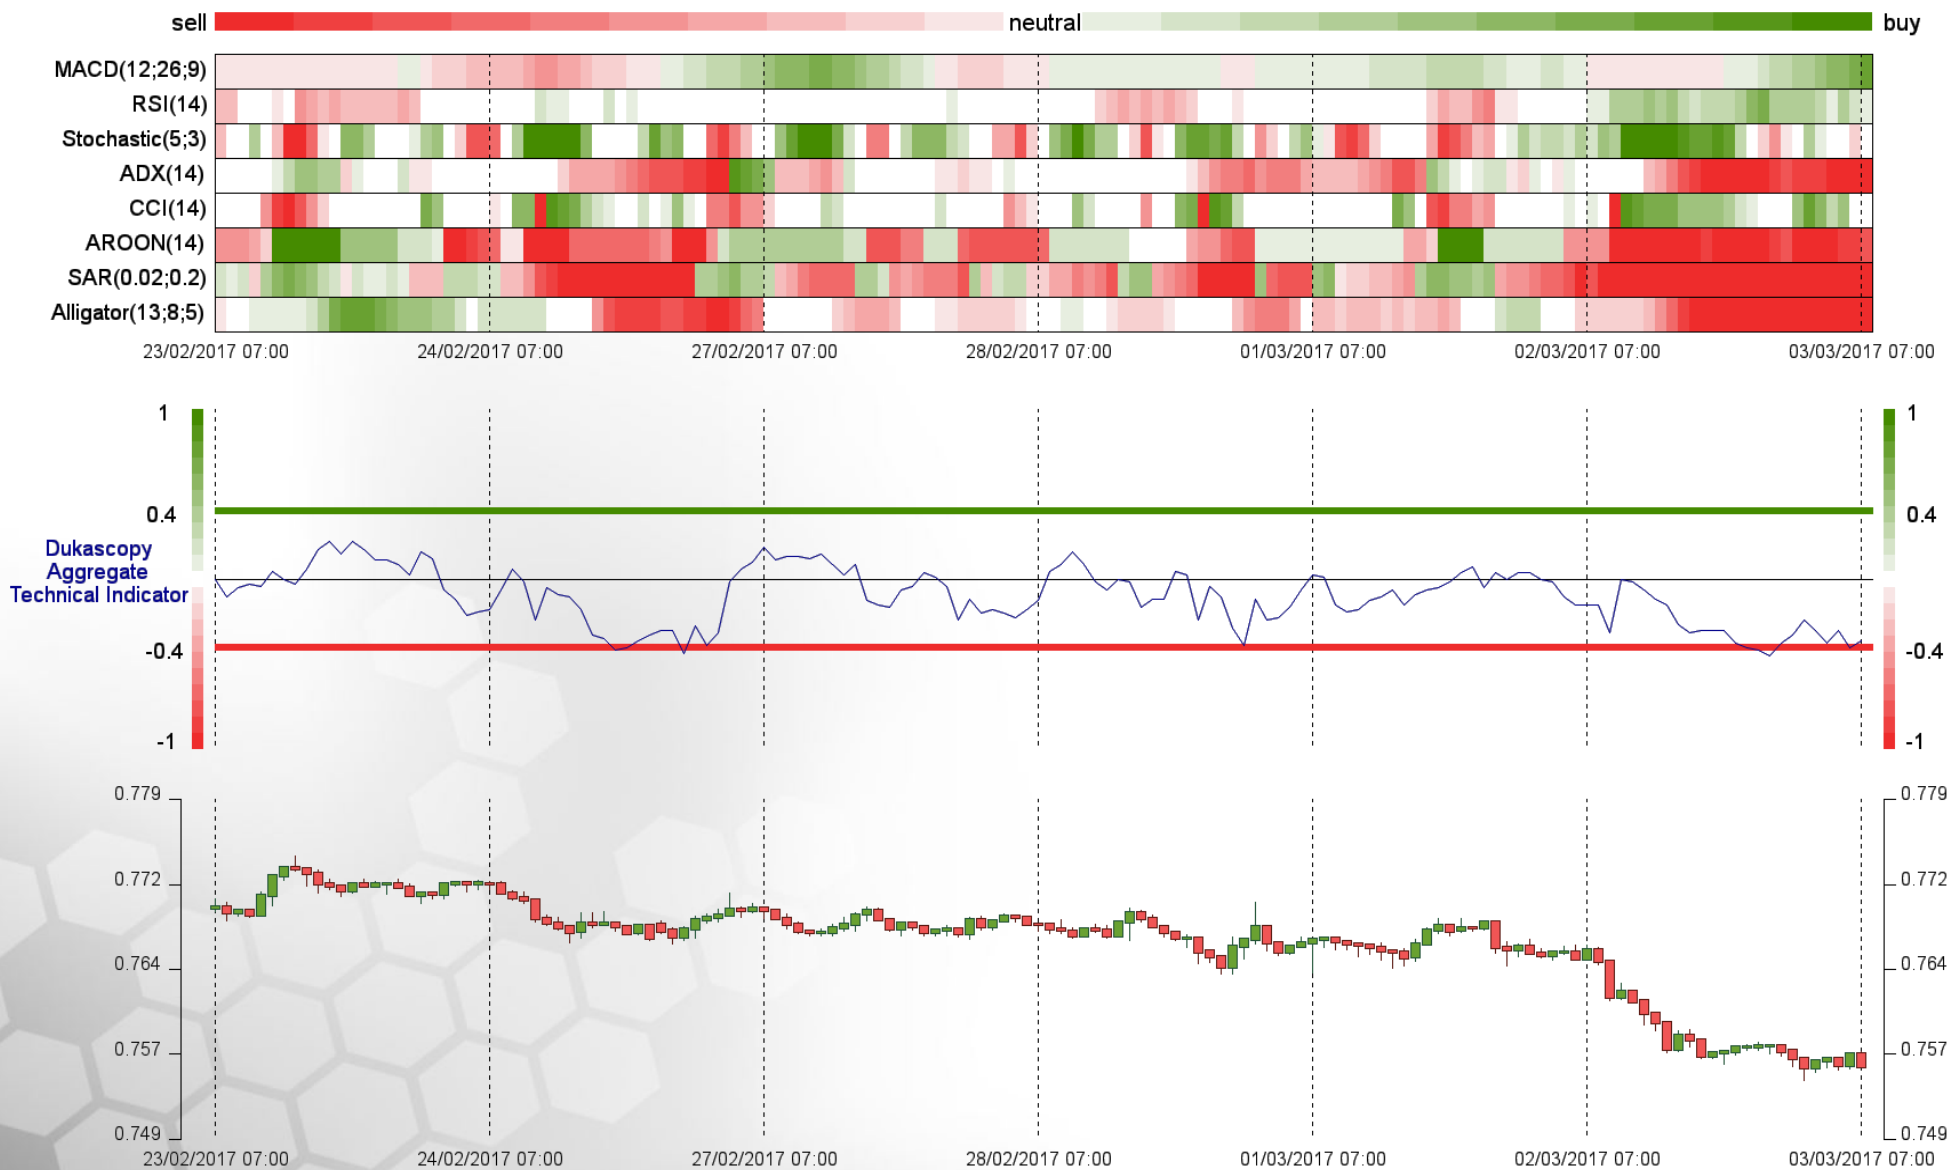 sell neutral buy
MACD(12;26;9)
RSI(14)
Stochastic(5;3)
ADX(14)
CCI(14)
AROON(14)
SAR(0.02;0.2)
Alligator(13;8;5)
23/02/2017 07:00 24/02/2017 07:00 27/02/2017 07:00 28/02/2017 07:00 01/03/2017 07:00 02/03/2017 07:00 03/03/2017 07:00
1 1
0.4 0.4
Dukascopy
Aggregate
Technical Indicator
-0.4 -0.4
-1 -1
0.779 0.779
0.772 0.772
0.764 0.764
0.757 0.757
0.749 0.749
23/02/2017 07:00 24/02/2017 07:00 27/02/2017 07:00 28/02/2017 07:00 01/03/2017 07:00 02/03/2017 07:00 03/03/2017 07:00